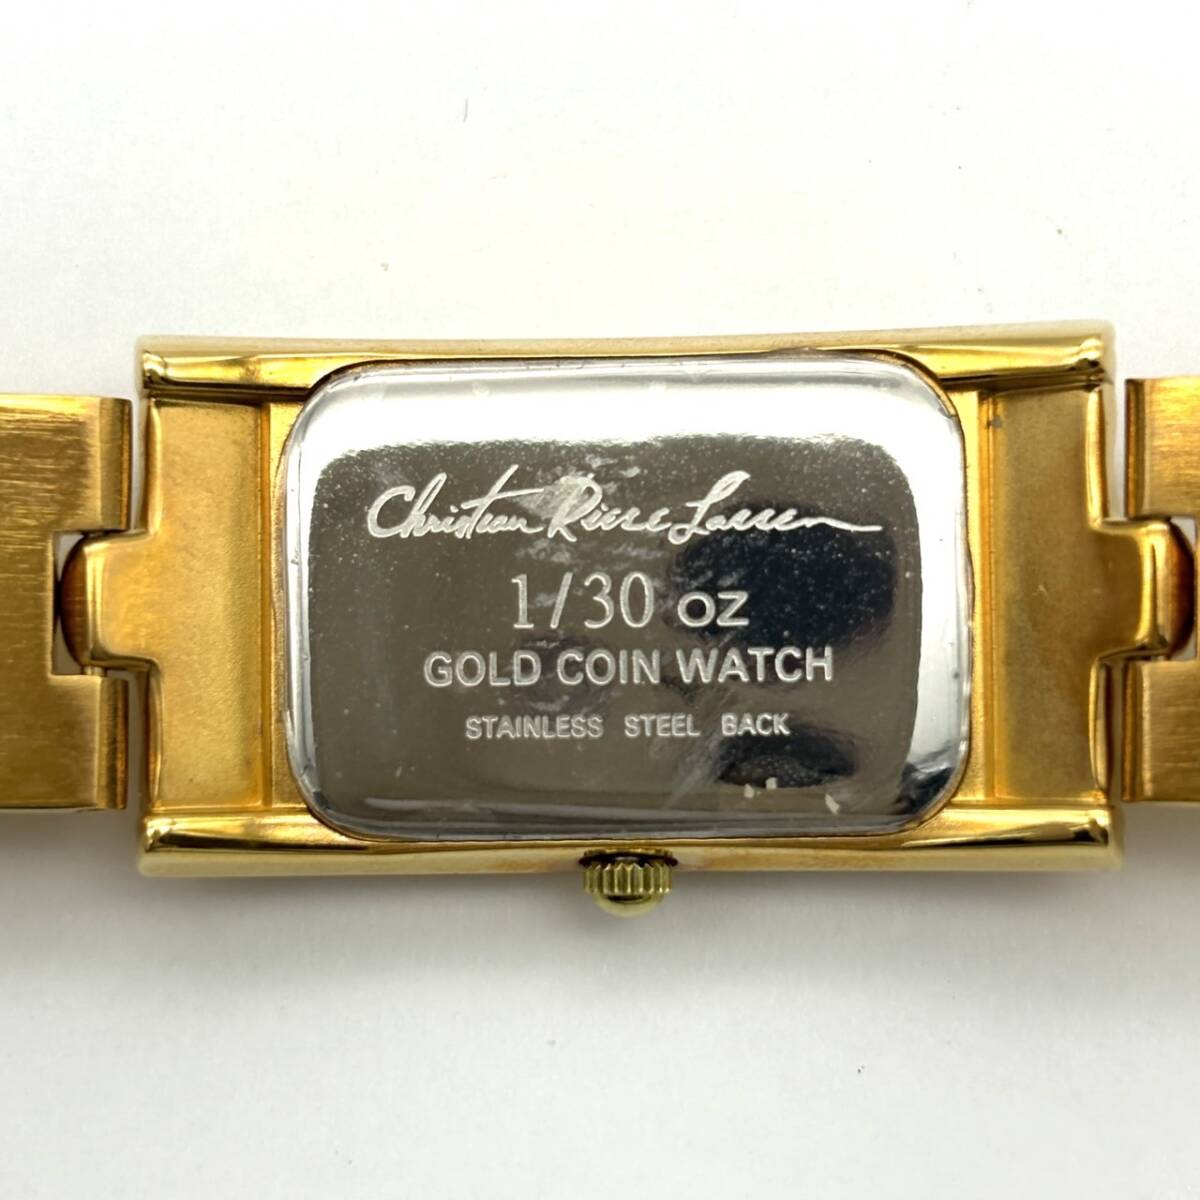 Christian Riese Lassen
1/30 oz
GOLD COIN WATCH
STAINLESS STEEL BACK